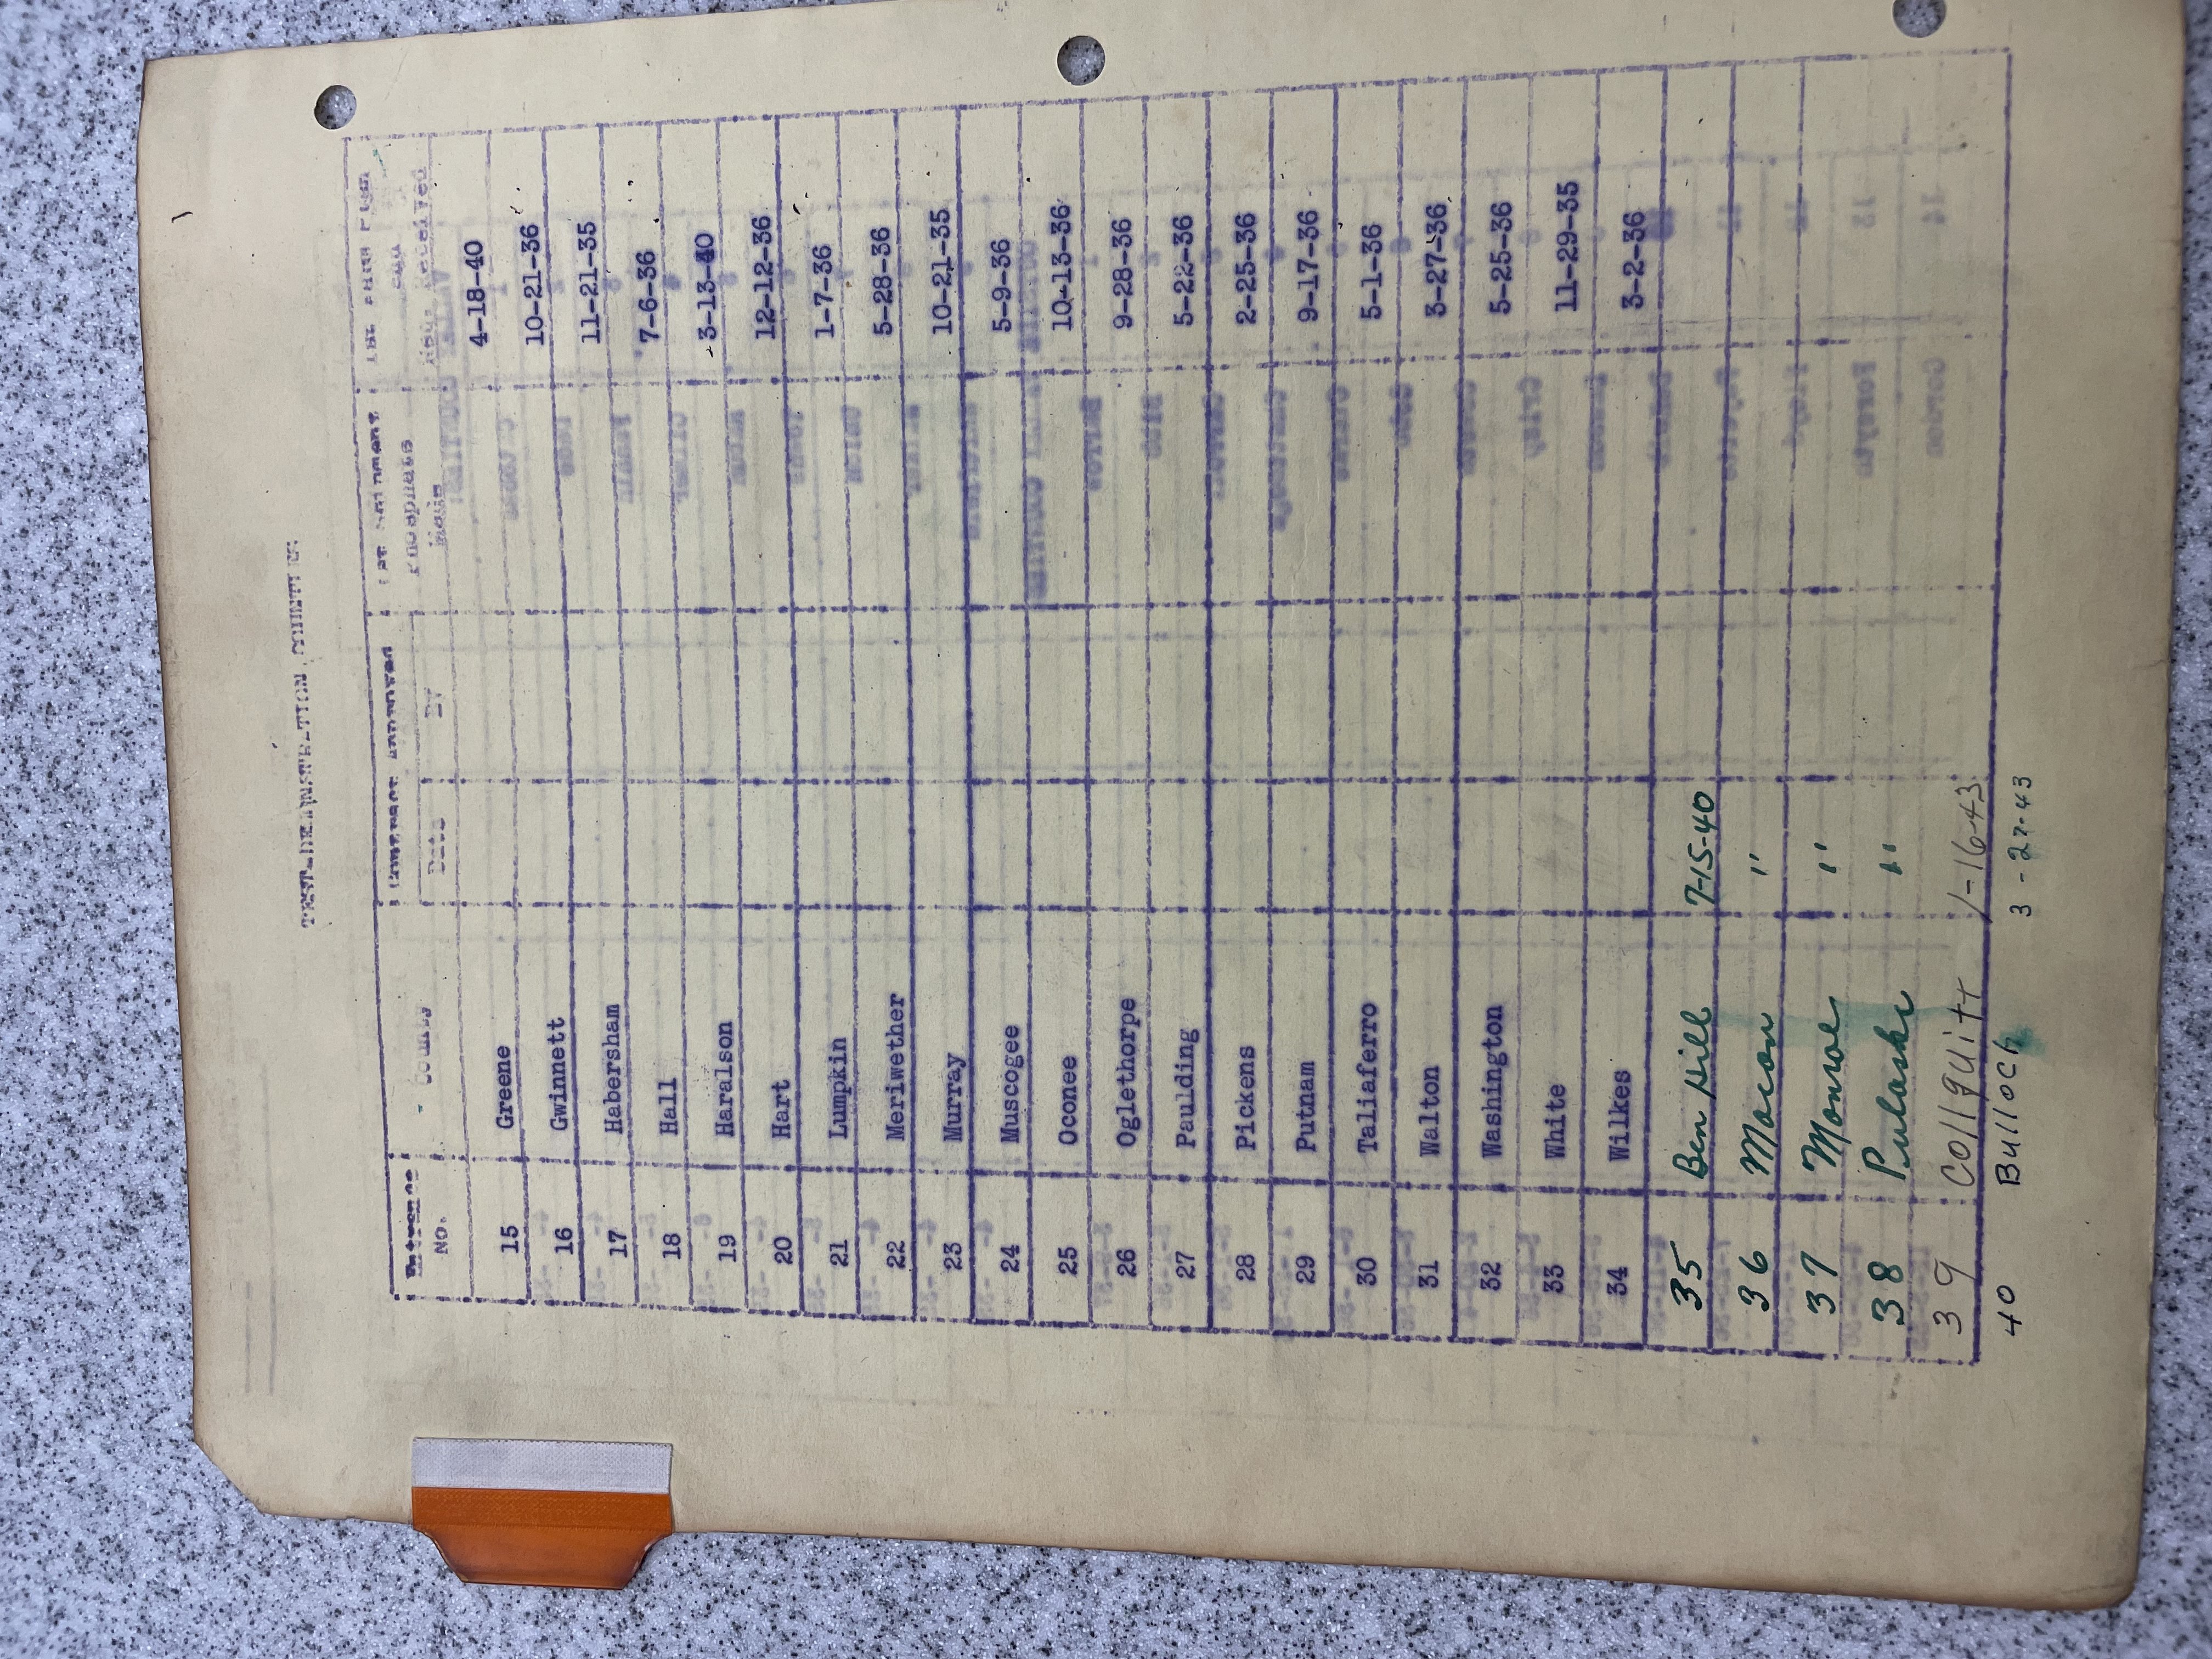 TEST-DEMONSTRATION COUNTIES
Entrance No. County Contract Approved Date By 1st Shipment Phosphate Made 1st Farm Plan and Req. Received
15 Greene 4-18-40
16 Gwinnett 10-21-36
17 Habersham 11-21-35
18 Hall 7-6-36
19 Haralson 3-13-40
20 Hart 12-12-36
21 Lumpkin 1-7-36
22 Meriwether 5-28-36
23 Murray 10-21-35
24 Muscogee 5-9-36
25 Oconee 10-13-36
26 Oglethorpe 9-28-36
27 Paulding 5-22-36
28 Pickens 2-25-36
29 Putnam 9-17-36
30 Taliaferro 5-1-36
31 Walton 3-27-36
32 Washington 5-25-36
33 White 11-29-35
34 Wilkes 3-2-36
35 Ben Hill 7-15-40
36 Macon "
37 Monroe "
38 Pulaski "
39 Collquitt 1-16-43
40 Bulloch 3-27-43